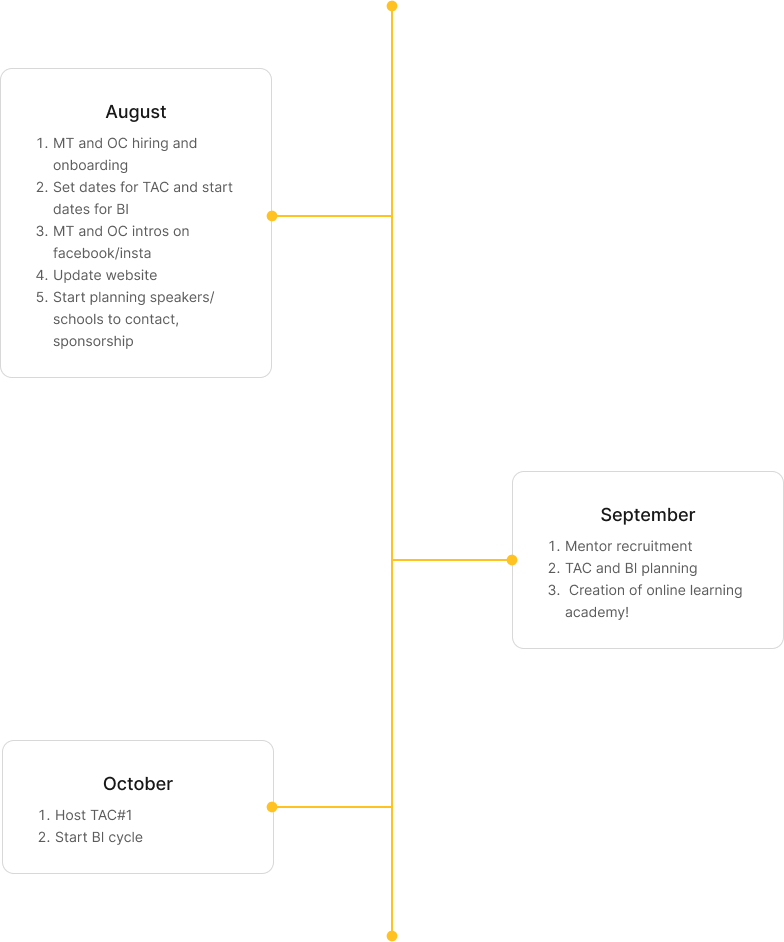 August
1. MT and OC hiring and
onboarding
2. Set dates for TAC and start
dates for BI
3. MT and OC intros on
facebook/insta
4. Update website
5. Start planning speakers/
schools to contact,
sponsorship
September
1. Mentor recruitment
2. TAC and BI planning
3. Creation of online learning
academy!
October
1. Host TAC#1
2. Start BI cycle